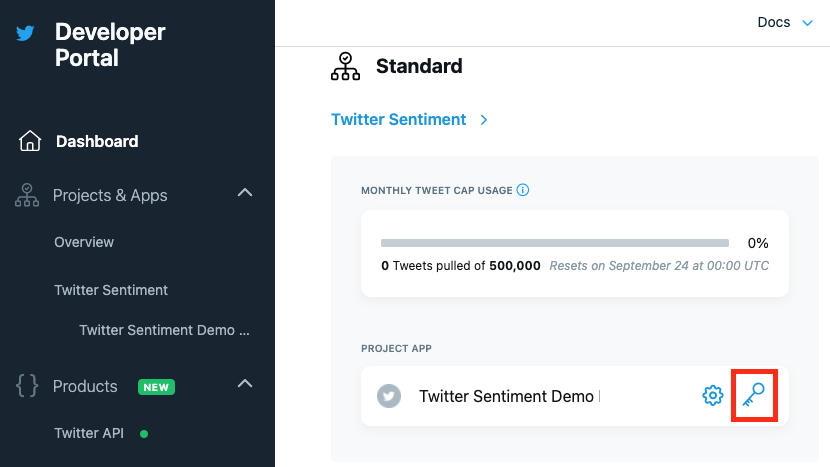 Developer
Portal
Dashboard
Projects & Apps
Overview
Twitter Sentiment
Twitter Sentiment Demo ...
{ } Products NEW
Twitter API
Docs
Standard
Twitter Sentiment >
MONTHLY TWEET CAP USAGE
0%
0 Tweets pulled of 500,000 Resets on September 24 at 00:00 UTC
PROJECT APP
Twitter Sentiment Demo